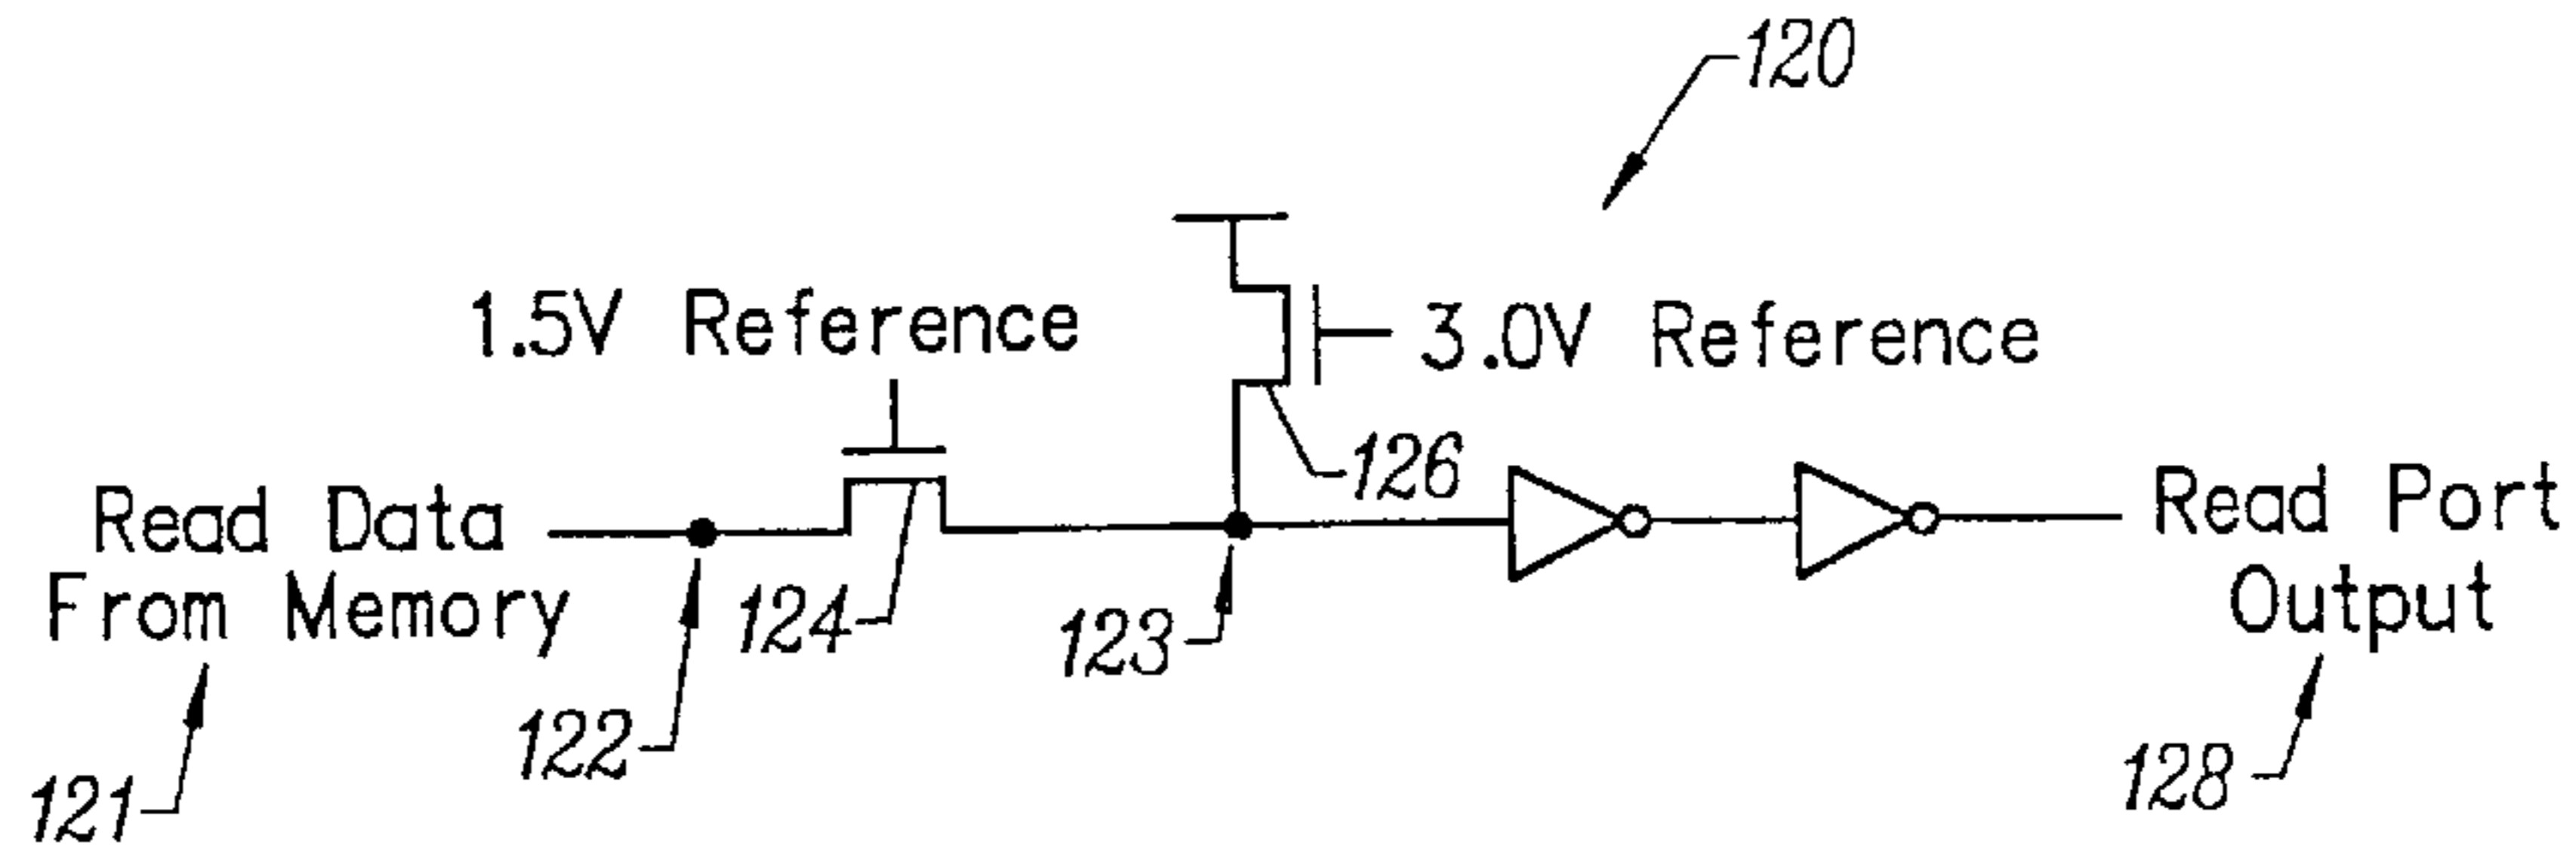 120
1.5V Reference
3.0V Reference
126
Read Data
From Memory
124
123
Read Port
Output
122
121
128